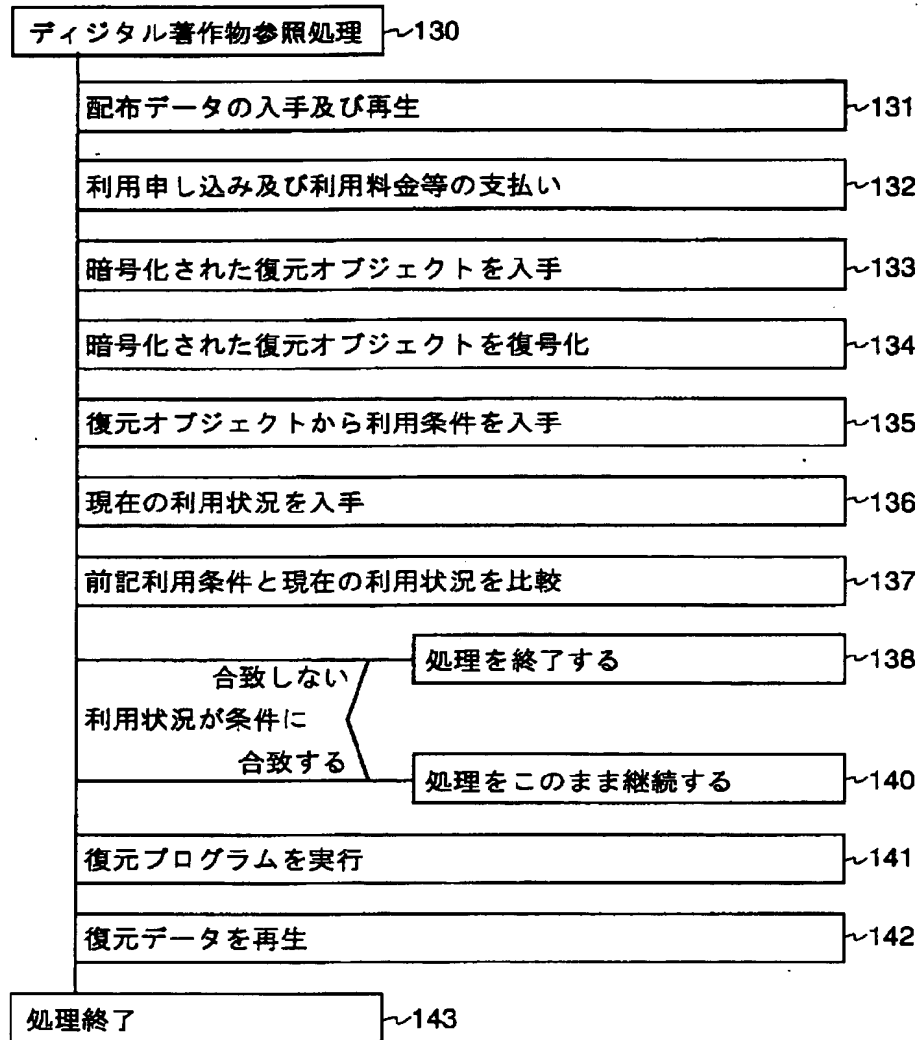 ディジタル著作物参照処理 ~130
配布データの入手及び再生 ~131
利用申し込み及び利用料金等の支払い ~132
暗号化された復元オブジェクトを入手 ~133
暗号化された復元オブジェクトを復号化 ~134
復元オブジェクトから利用条件を入手 ~135
現在の利用状況を入手 ~136
前記利用条件と現在の利用状況を比較 ~137
処理を終了する ~138
合致しない
利用状況が条件に
合致する
処理をこのまま継続する ~140
復元プログラムを実行 ~141
復元データを再生 ~142
処理終了 ~143